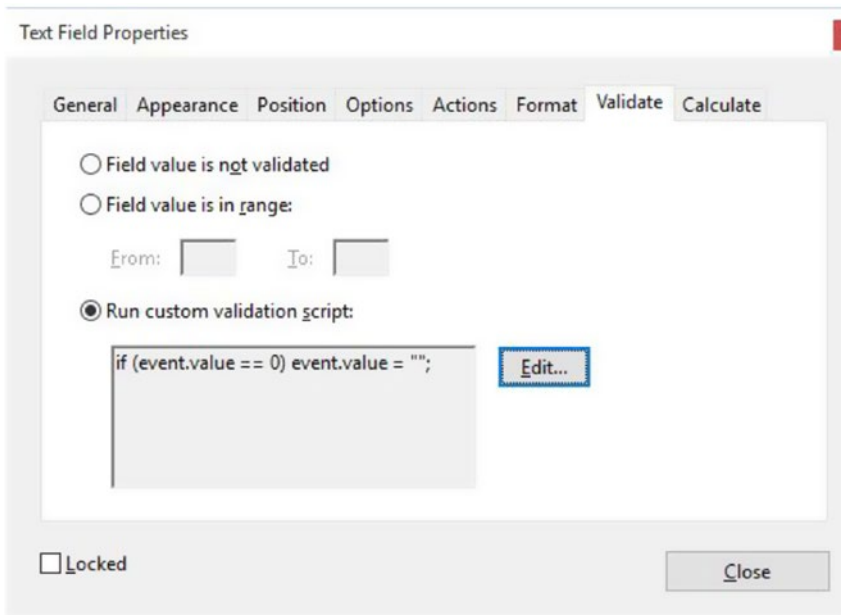 Text Field Properties
General Appearance Position Options Actions Format Validate Calculate
Field value is not validated
Field value is in range:
From: To:
Run custom validation script:
if (event.value == 0) event.value = "";
Edit...
Locked
Close